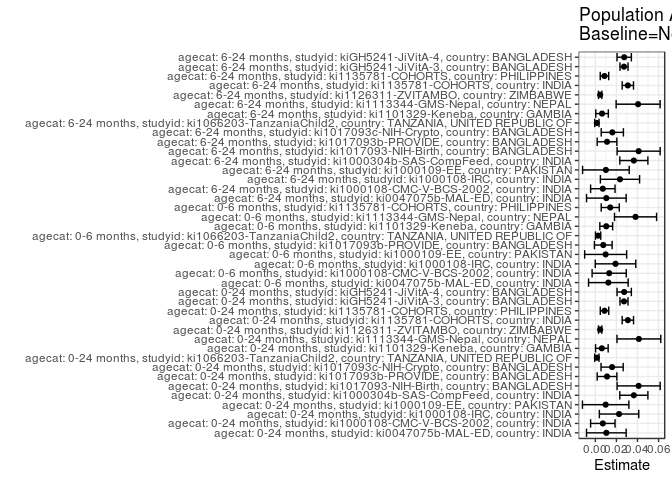 Population A
Baseline=N
agecat: 6-24 months, studyid: kiGH5241-JiVitA-4, country: BANGLADESH
agecat: 6-24 months, studyid: kiGH5241-JiVitA-3, country: BANGLADESH
agecat: 6-24 months, studyid: ki1135781-COHORTS, country: PHILIPPINES
agecat: 6-24 months, studyid: ki1135781-COHORTS, country: INDIA
agecat: 6-24 months, studyid: ki1126311-ZVITAMBO, country: ZIMBABWE
agecat: 6-24 months, studyid: ki1113344-GMS-Nepal, country: NEPAL
agecat: 6-24 months, studyid: ki1101329-Keneba, country: GAMBIA
agecat: 6-24 months, studyid: ki1066203-TanzaniaChild2, country: TANZANIA, UNITED REPUBLIC OF
agecat: 6-24 months, studyid: ki1017093c-NIH-Crypto, country: BANGLADESH
agecat: 6-24 months, studyid: ki1017093b-PROVIDE, country: BANGLADESH
agecat: 6-24 months, studyid: ki1017093-NIH-Birth, country: BANGLADESH
agecat: 6-24 months, studyid: ki1000304b-SAS-CompFeed, country: INDIA
agecat: 6-24 months, studyid: ki1000109-EE, country: PAKISTAN
agecat: 6-24 months, studyid: ki1000108-IRC, country: INDIA
agecat: 6-24 months, studyid: ki1000108-CMC-V-BCS-2002, country: INDIA
agecat: 6-24 months, studyid: ki0047075b-MAL-ED, country: INDIA
agecat: 0-6 months, studyid: ki1135781-COHORTS, country: PHILIPPINES
agecat: 0-6 months, studyid: ki1113344-GMS-Nepal, country: NEPAL
agecat: 0-6 months, studyid: ki1101329-Keneba, country: GAMBIA
agecat: 0-6 months, studyid: ki1066203-TanzaniaChild2, country: TANZANIA, UNITED REPUBLIC OF
agecat: 0-6 months, studyid: ki1017093b-PROVIDE, country: BANGLADESH
agecat: 0-6 months, studyid: ki1000109-EE, country: PAKISTAN
agecat: 0-6 months, studyid: ki1000108-IRC, country: INDIA
agecat: 0-6 months, studyid: ki1000108-CMC-V-BCS-2002, country: INDIA
agecat: 0-6 months, studyid: ki0047075b-MAL-ED, country: INDIA
agecat: 0-24 months, studyid: kiGH5241-JiVitA-4, country: BANGLADESH
agecat: 0-24 months, studyid: kiGH5241-JiVitA-3, country: BANGLADESH
agecat: 0-24 months, studyid: ki1135781-COHORTS, country: PHILIPPINES
agecat: 0-24 months, studyid: ki1135781-COHORTS, country: INDIA
agecat: 0-24 months, studyid: ki1126311-ZVITAMBO, country: ZIMBABWE
agecat: 0-24 months, studyid: ki1113344-GMS-Nepal, country: NEPAL
agecat: 0-24 months, studyid: ki1101329-Keneba, country: GAMBIA
agecat: 0-24 months, studyid: ki1066203-TanzaniaChild2, country: TANZANIA, UNITED REPUBLIC OF
agecat: 0-24 months, studyid: ki1017093c-NIH-Crypto, country: BANGLADESH
agecat: 0-24 months, studyid: ki1017093b-PROVIDE, country: BANGLADESH
agecat: 0-24 months, studyid: ki1017093-NIH-Birth, country: BANGLADESH
agecat: 0-24 months, studyid: ki1000304b-SAS-CompFeed, country: INDIA
agecat: 0-24 months, studyid: ki1000109-EE, country: PAKISTAN
agecat: 0-24 months, studyid: ki1000108-IRC, country: INDIA
agecat: 0-24 months, studyid: ki1000108-CMC-V-BCS-2002, country: INDIA
agecat: 0-24 months, studyid: ki0047075b-MAL-ED, country: INDIA
0.00 0.02 0.04 0.06
Estimate